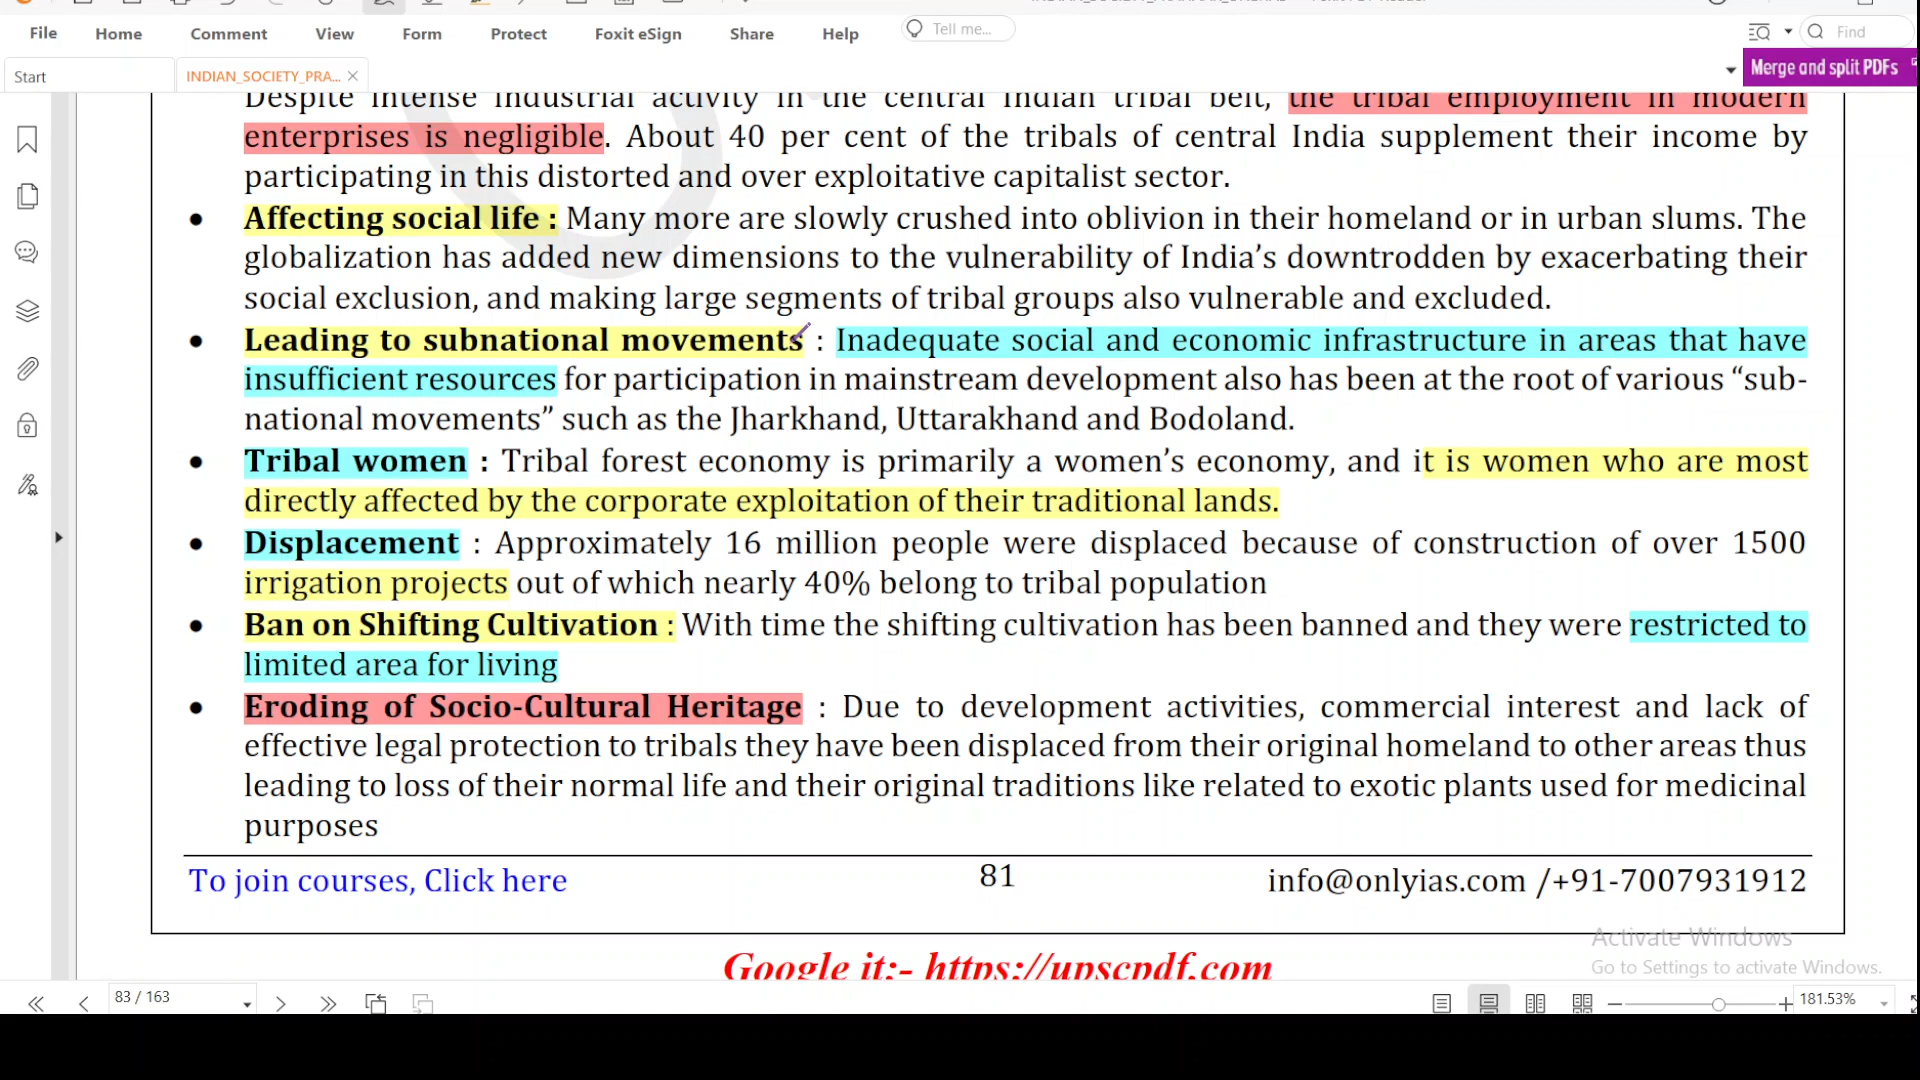 File Home Comment View Form Protect Foxit eSign Share Help Tell me... Find
Start INDIAN_SOCIETY_PRA... Merge and split PDFs
Despite intense industrial activity in the central Indian tribal belt, the tribal employment in modern
enterprises is negligible. About 40 per cent of the tribals of central India supplement their income by
participating in this distorted and over exploitative capitalist sector.
● Affecting social life : Many more are slowly crushed into oblivion in their homeland or in urban slums. The
globalization has added new dimensions to the vulnerability of India’s downtrodden by exacerbating their
social exclusion, and making large segments of tribal groups also vulnerable and excluded.
● Leading to subnational movements : Inadequate social and economic infrastructure in areas that have
insufficient resources for participation in mainstream development also has been at the root of various “sub-
national movements” such as the Jharkhand, Uttarakhand and Bodoland.
● Tribal women : Tribal forest economy is primarily a women’s economy, and it is women who are most
directly affected by the corporate exploitation of their traditional lands.
● Displacement : Approximately 16 million people were displaced because of construction of over 1500
irrigation projects out of which nearly 40% belong to tribal population
● Ban on Shifting Cultivation : With time the shifting cultivation has been banned and they were restricted to
limited area for living
● Eroding of Socio-Cultural Heritage : Due to development activities, commercial interest and lack of
effective legal protection to tribals they have been displaced from their original homeland to other areas thus
leading to loss of their normal life and their original traditions like related to exotic plants used for medicinal
purposes
To join courses, Click here 81 info@onlyias.com /+91-7007931912
Activate Windows
Google it:- https://upscpdf.com
Go to Settings to activate Windows.
83 / 163 181.53%